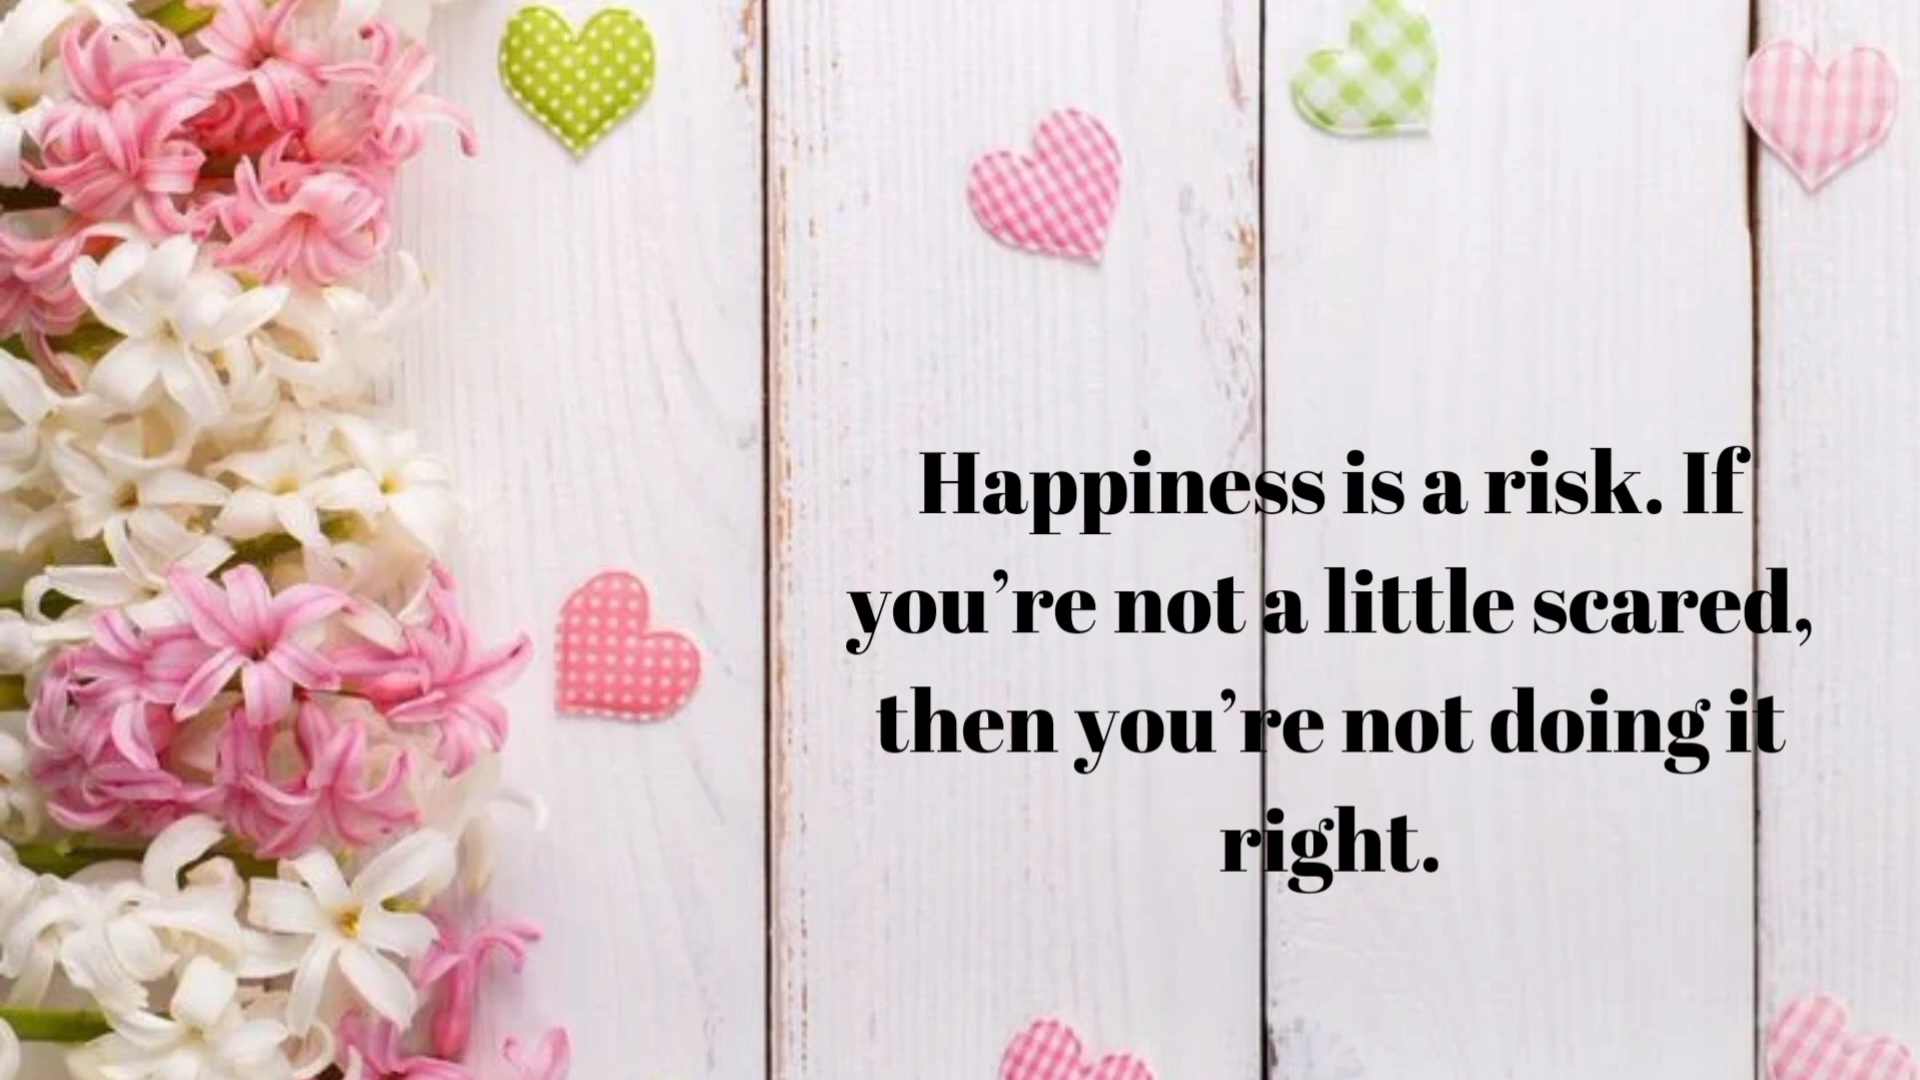 Happiness is a risk. If
you’re not a little scared,
then you’re not doing it
right.